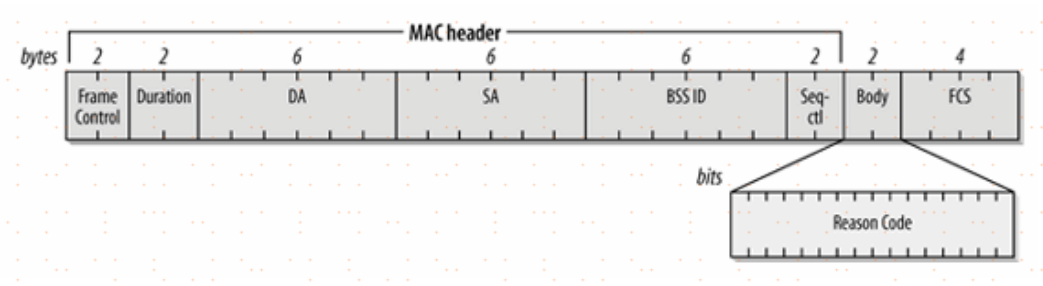 MAC header
bytes 2 2 6 6 6 2 2 4
Frame Control Duration DA SA BSS ID Seq-ctl Body FCS
bits
Reason Code